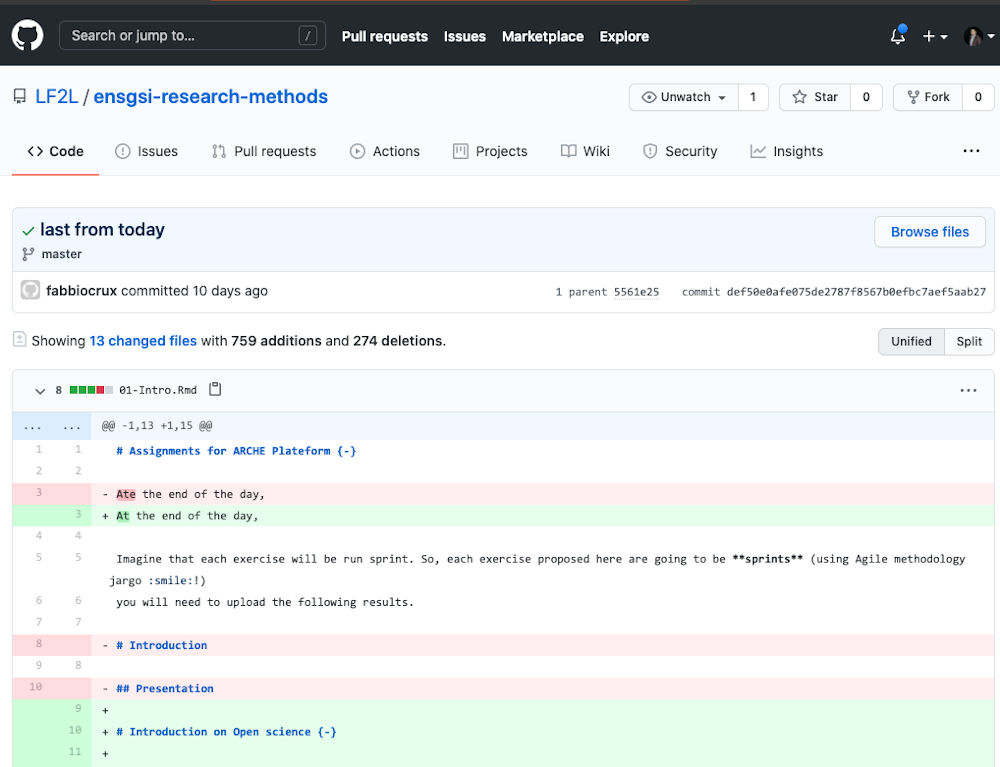 Search or jump to... / Pull requests Issues Marketplace Explore
LF2L / ensgsi-research-methods Unwatch 1 Star 0 Fork 0
Code Issues Pull requests Actions Projects Wiki Security Insights ...
last from today Browse files
master
fabbiocrux committed 10 days ago 1 parent 5561e25 commit def50e0afe075de2787f8567b0efbc7aef5aab27
Showing 13 changed files with 759 additions and 274 deletions. Unified Split
8 01-Intro.Rmd ...
... ... @@ -1,13 +1,15 @@
1 1 # Assignments for ARCHE Plateform {-}
2 2
3 - Ate the end of the day,
3 + At the end of the day,
4 4
5 5 Imagine that each exercise will be run sprint. So, each exercise proposed here are going to be **sprints** (using Agile methodology
jargo :smile:!)
6 6 you will need to upload the following results.
7 7
8 - # Introduction
9 8
10 - ## Presentation
9 +
10 + # Introduction on Open science {-}
11 +